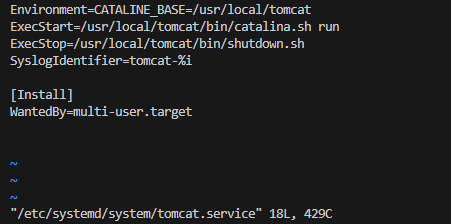 Environment=CATALINE_BASE=/usr/local/tomcat
ExecStart=/usr/local/tomcat/bin/catalina.sh run
ExecStop=/usr/local/tomcat/bin/shutdown.sh
SyslogIdentifier=tomcat-%i
[Install]
WantedBy=multi-user.target
~
~
~
"/etc/systemd/system/tomcat.service" 18L, 429C